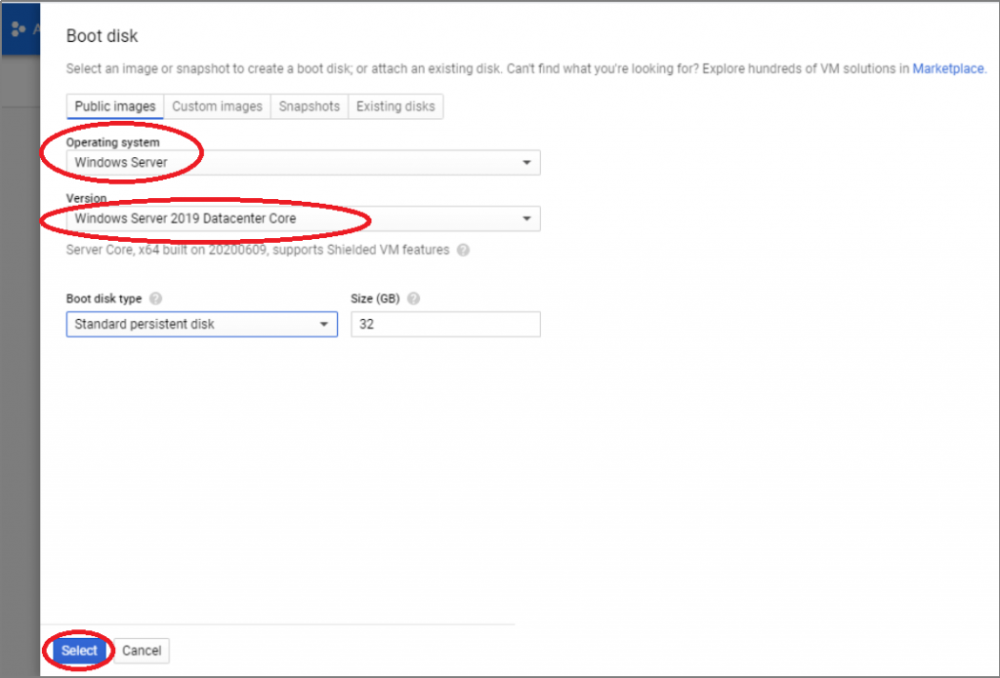 A
Boot disk
Select an image or snapshot to create a boot disk; or attach an existing disk. Can't find what you're looking for? Explore hundreds of VM solutions in Marketplace.
Public images Custom images Snapshots Existing disks
Operating system
Windows Server
Version
Windows Server 2019 Datacenter Core
Server Core, x64 built on 20200609, supports Shielded VM features ?
Boot disk type ? Size (GB) ?
Standard persistent disk 32
Select Cancel